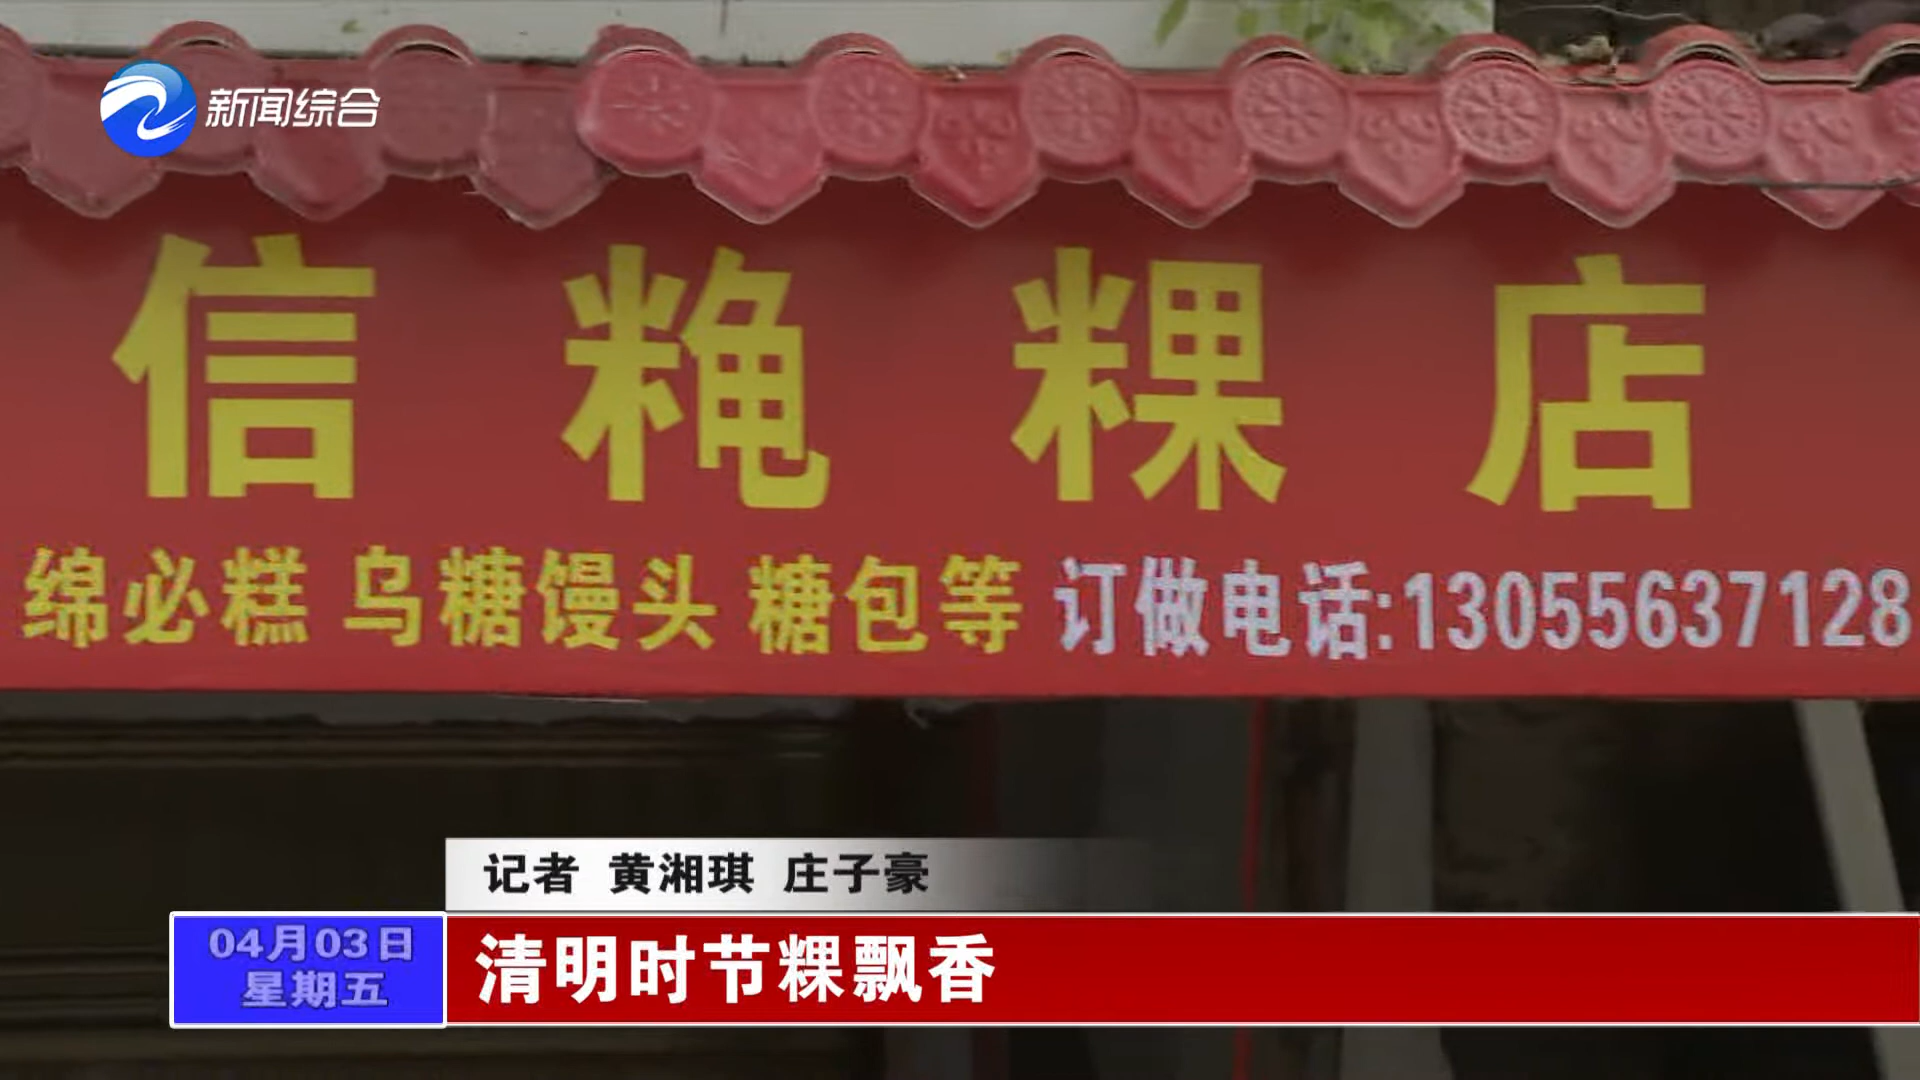 新闻综合
信 粿 店
绵必糕 乌糖馒头 糖包等 订做电话:13055637128
记者 黄湘琪 庄子豪
04月03日
星期五
清明时节粿飘香